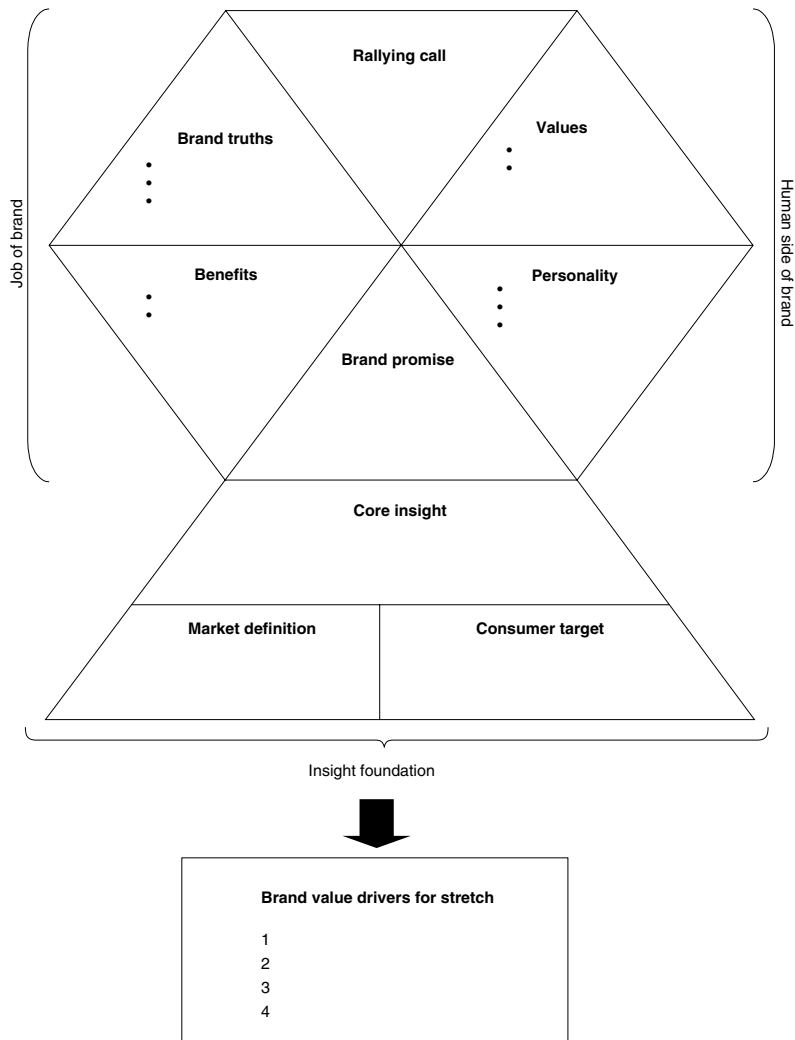 Rallying call
Brand truths
•
•
•
Values
•
•
Job of brand
Human side of brand
Benefits
•
•
Personality
•
•
•
Brand promise
Core insight
Market definition
Consumer target
Insight foundation
Brand value drivers for stretch
1
2
3
4